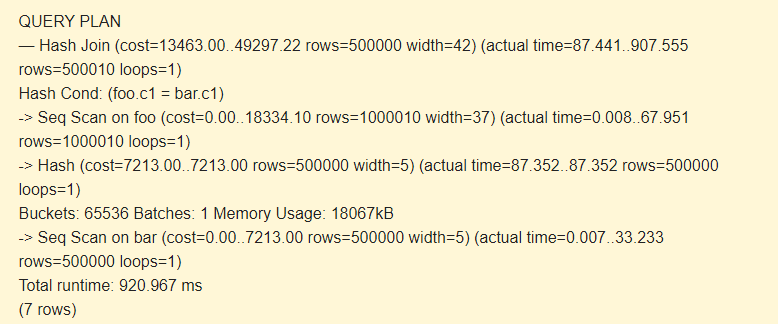 QUERY PLAN
— Hash Join (cost=13463.00..49297.22 rows=500000 width=42) (actual time=87.441..907.555
rows=500010 loops=1)
Hash Cond: (foo.c1 = bar.c1)
-> Seq Scan on foo (cost=0.00..18334.10 rows=1000010 width=37) (actual time=0.008..67.951
rows=1000010 loops=1)
-> Hash (cost=7213.00..7213.00 rows=500000 width=5) (actual time=87.352..87.352 rows=500000
loops=1)
Buckets: 65536 Batches: 1 Memory Usage: 18067kB
-> Seq Scan on bar (cost=0.00..7213.00 rows=500000 width=5) (actual time=0.007..33.233
rows=500000 loops=1)
Total runtime: 920.967 ms
(7 rows)